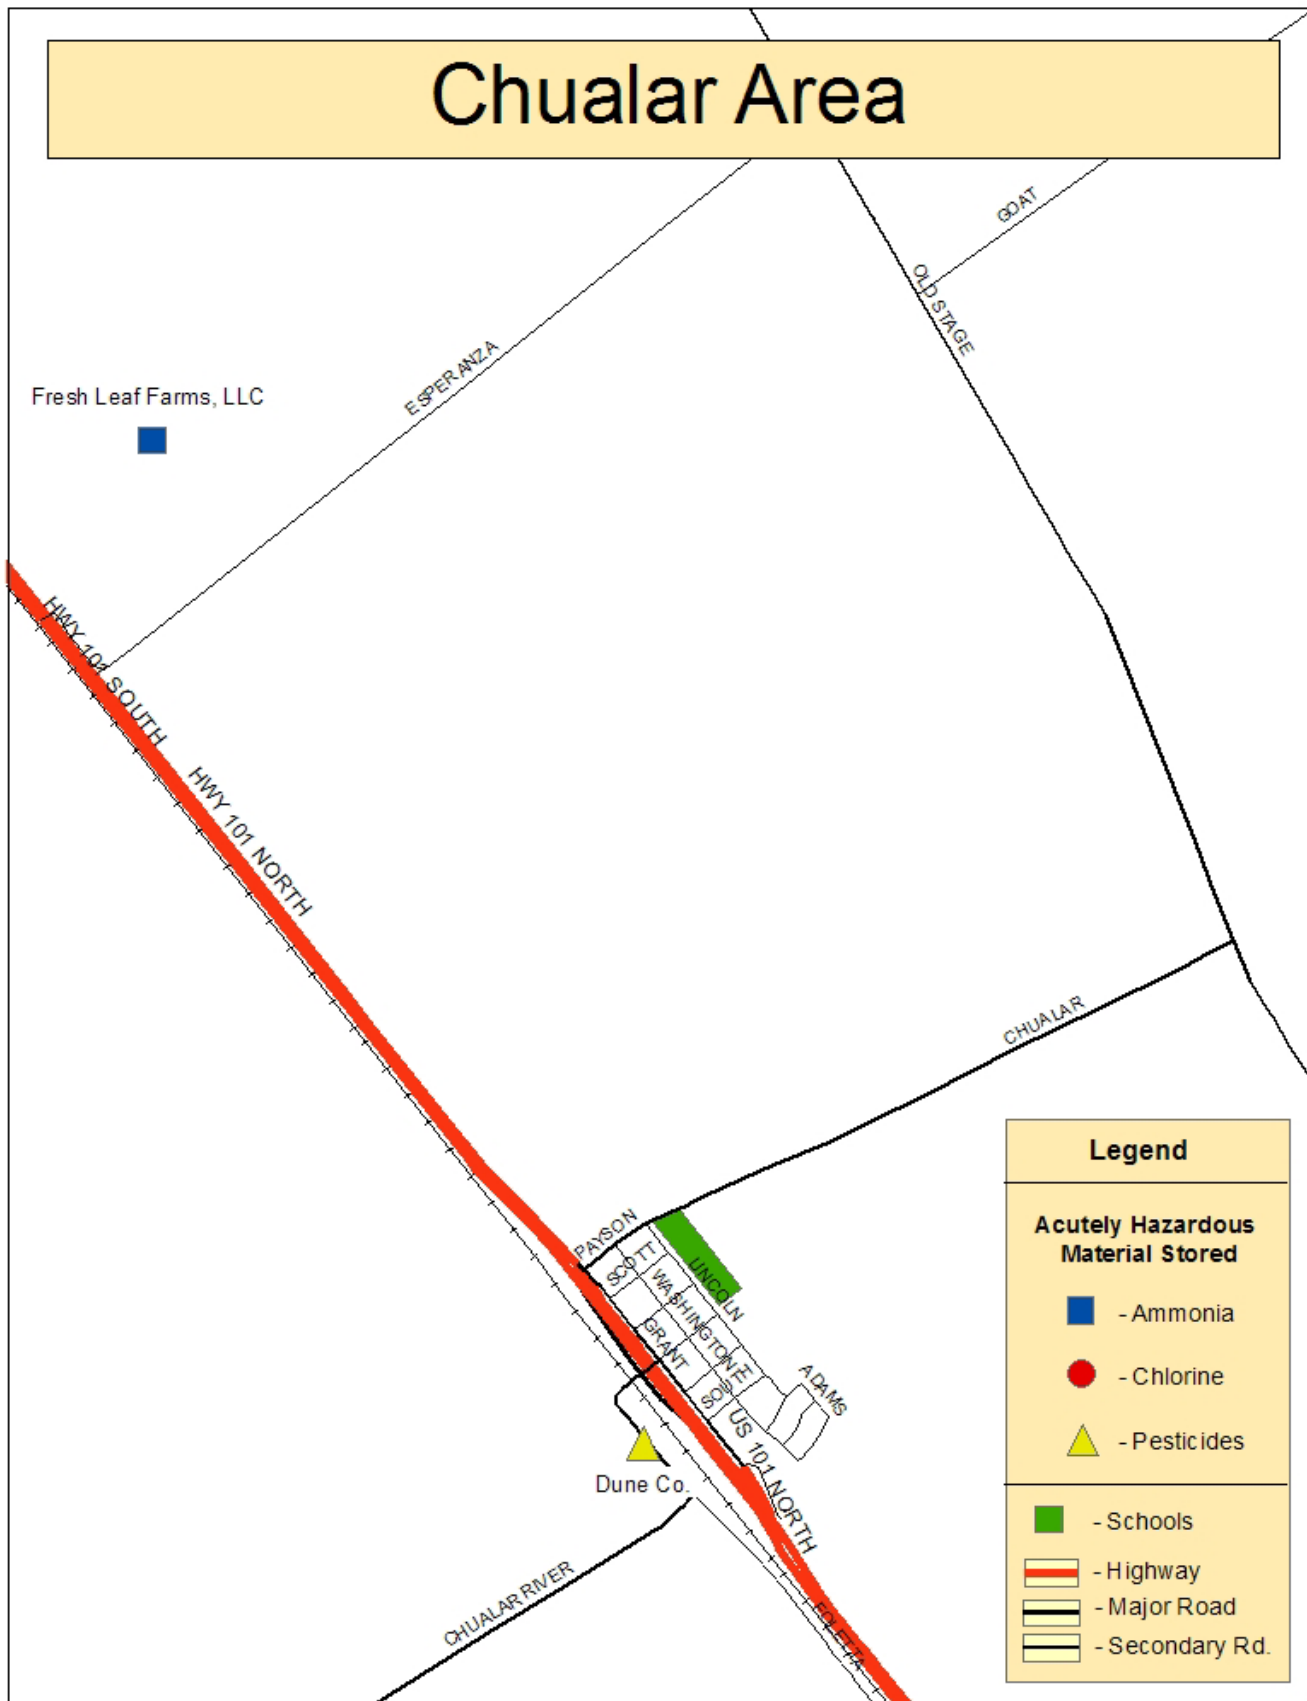 Chualar Area
GOAT
OLD STAGE
ESPERANZA
Fresh Leaf Farms, LLC
HWY 101 SOUTH
HWY 101 NORTH
CHUALAR
PAYSON
SCOTT
LINCOLN
WASHINGTON
GRANT
SOUTH
ADAMS
US 101 NORTH
Dune Co.
CHUALAR RIVER
FOLETTA
Legend
Acutely Hazardous
Material Stored
- Ammonia
- Chlorine
- Pesticides
- Schools
- Highway
- Major Road
- Secondary Rd.